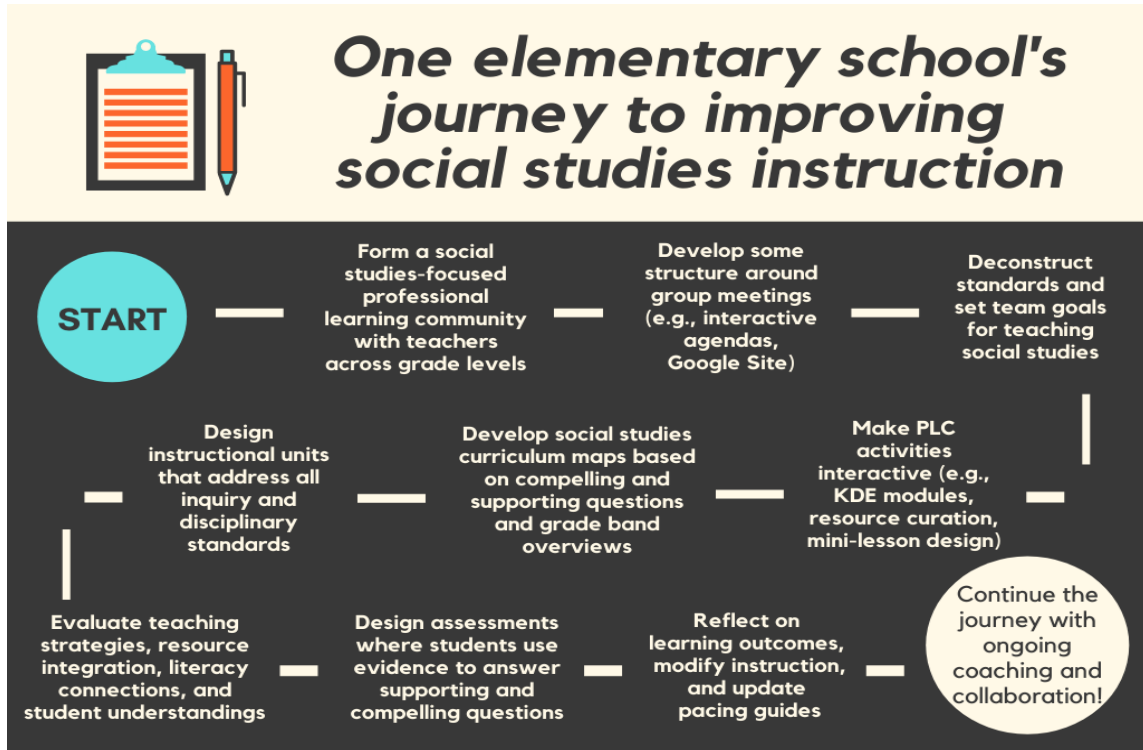 One elementary school's
journey to improving
social studies instruction
START
Form a social
studies-focused
professional
learning community
with teachers
across grade levels
Develop some
structure around
group meetings
(e.g., interactive
agendas,
Google Site)
Deconstruct
standards and
set team goals
for teaching
social studies
Make PLC
activities
interactive (e.g.,
KDE modules,
resource curation,
mini-lesson design)
Develop social studies
curriculum maps based
on compelling and
supporting questions
and grade band
overviews
Design
instructional units
that address all
inquiry and
disciplinary
standards
Evaluate teaching
strategies, resource
integration, literacy
connections, and
student understandings
Design assessments
where students use
evidence to answer
supporting and
compelling questions
Reflect on
learning outcomes,
modify instruction,
and update
pacing guides
Continue the
journey with
ongoing
coaching and
collaboration!